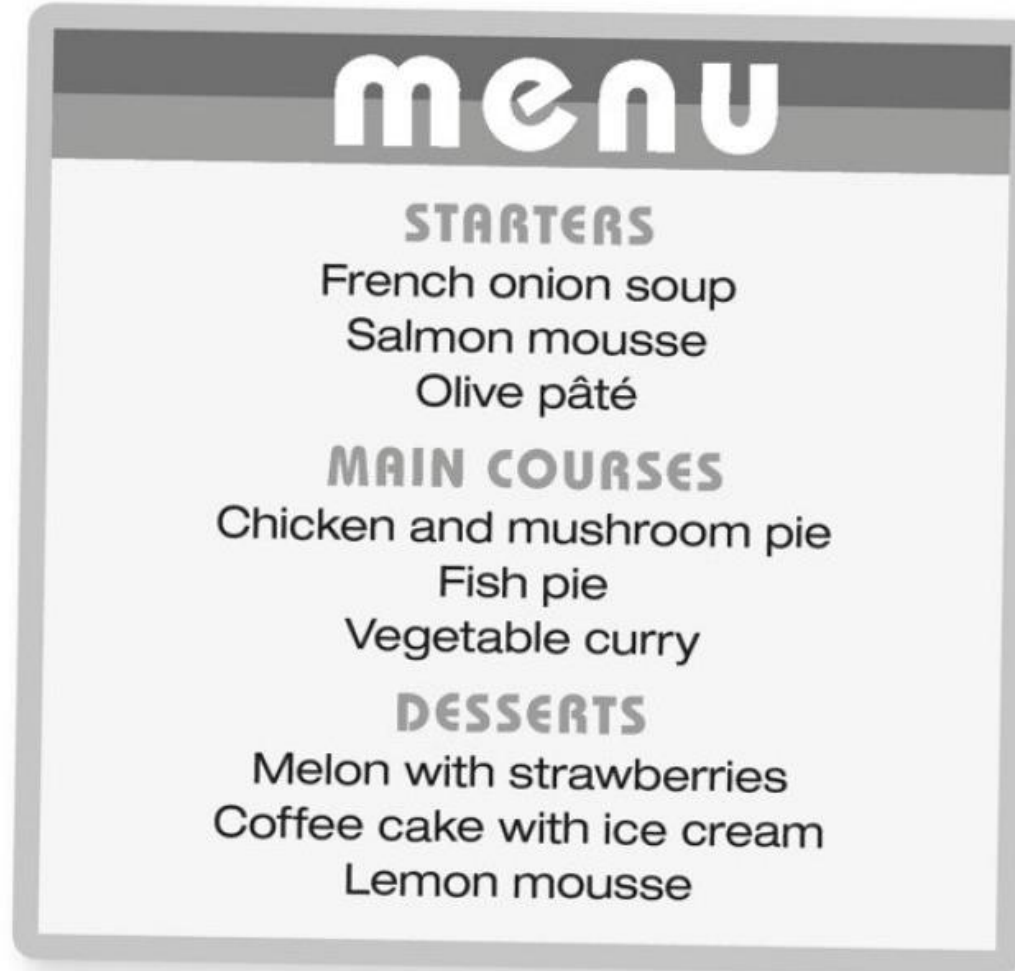 menu
STARTERS
French onion soup
Salmon mousse
Olive pâté
MAIN COURSES
Chicken and mushroom pie
Fish pie
Vegetable curry
DESSERTS
Melon with strawberries
Coffee cake with ice cream
Lemon mousse